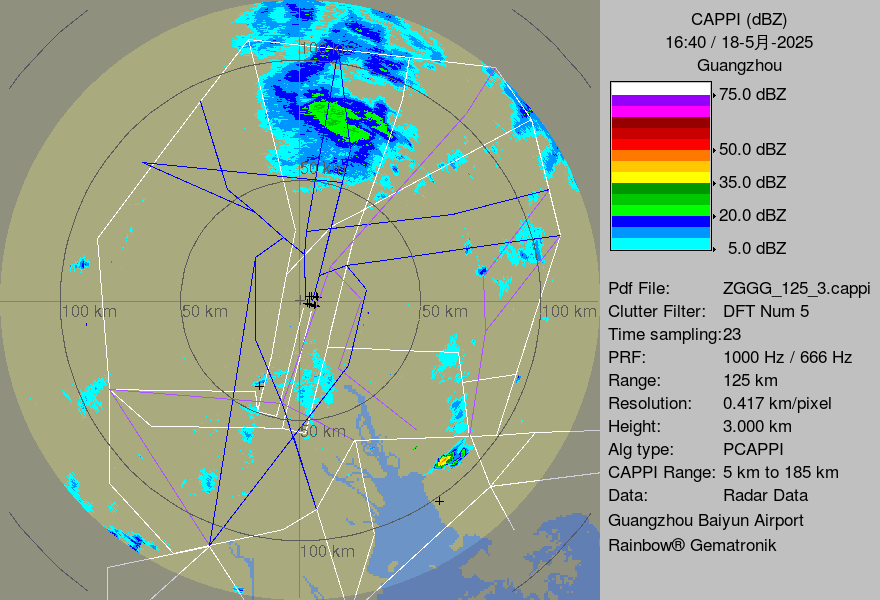 CAPPI (dBZ)
16:40 / 18-5月-2025
Guangzhou
75.0 dBZ
50.0 dBZ
35.0 dBZ
20.0 dBZ
5.0 dBZ
Pdf File: ZGGG_125_3.cappi
Clutter Filter: DFT Num 5
Time sampling:23
PRF: 1000 Hz / 666 Hz
Range: 125 km
Resolution: 0.417 km/pixel
Height: 3.000 km
Alg type: PCAPPI
CAPPI Range: 5 km to 185 km
Data: Radar Data
Guangzhou Baiyun Airport
Rainbow® Gematronik
100 km
50 km
100 km
50 km
50 km
100 km
50 km
100 km